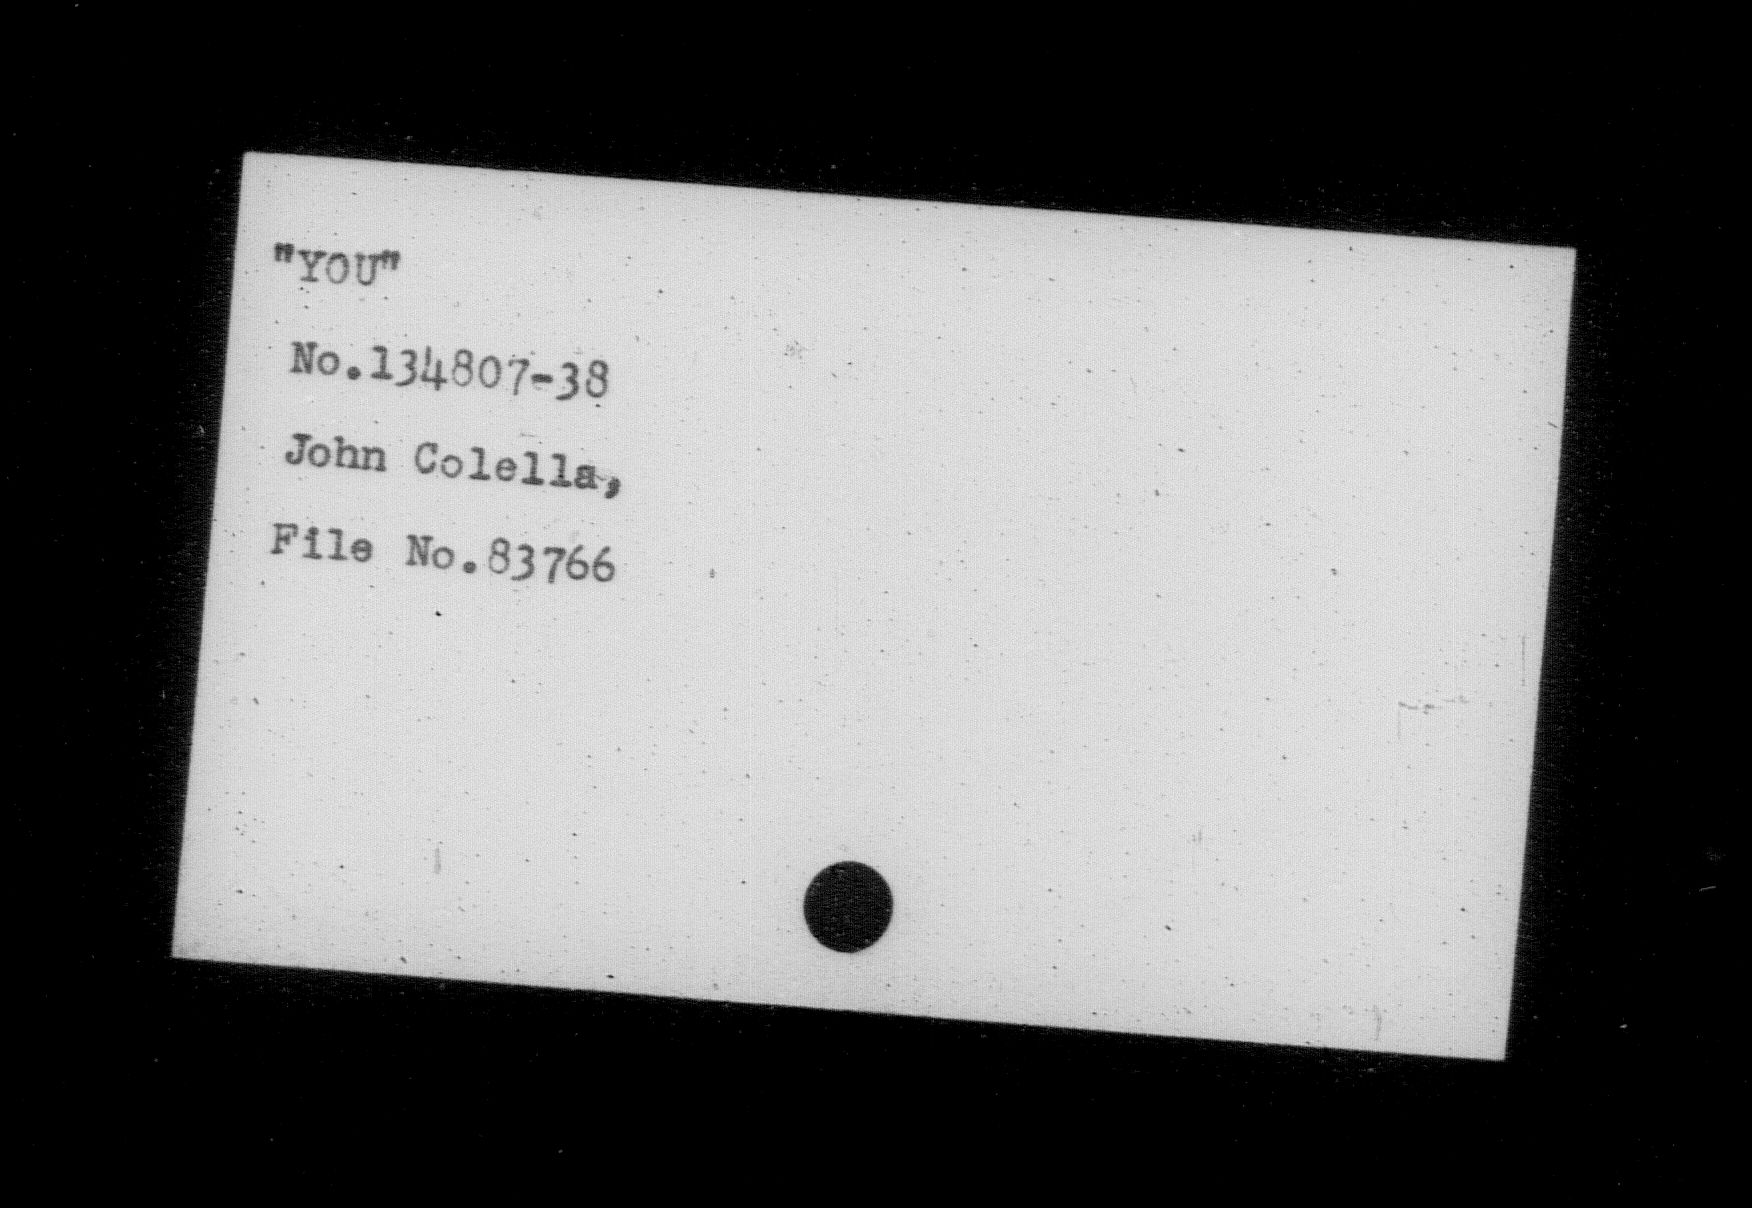 "YOU"
No.134807-38
John Colella,
File No.83766